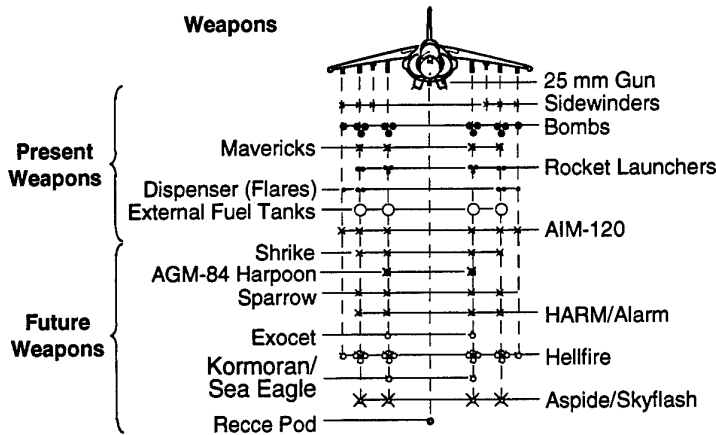 Weapons
25 mm Gun
Sidewinders
Bombs
Mavericks
Rocket Launchers
Present
Weapons
Dispenser (Flares)
External Fuel Tanks
AIM-120
Shrike
AGM-84 Harpoon
Sparrow
HARM/Alarm
Future
Weapons
Exocet
Hellfire
Kormoran/
Sea Eagle
Aspide/Skyflash
Recce Pod